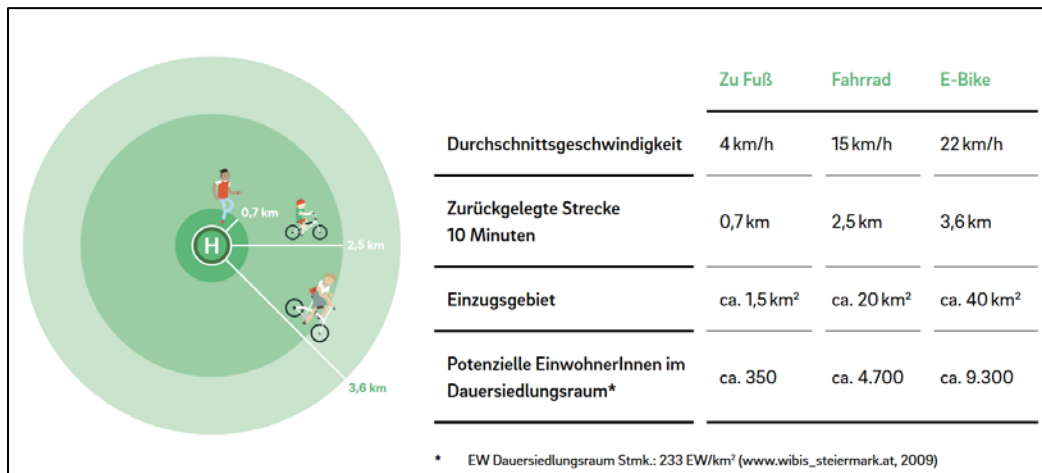 H
0,7 km
2,5 km
3,6 km
Zu Fuß Fahrrad E-Bike
Durchschnittsgeschwindigkeit 4 km/h 15 km/h 22 km/h
Zurückgelegte Strecke
10 Minuten 0,7 km 2,5 km 3,6 km
Einzugsgebiet ca. 1,5 km² ca. 20 km² ca. 40 km²
Potenzielle EinwohnerInnen im
Dauersiedlungsraum* ca. 350 ca. 4.700 ca. 9.300
* EW Dauersiedlungsraum Stmk.: 233 EW/km² (www.wibis_steiermark.at, 2009)